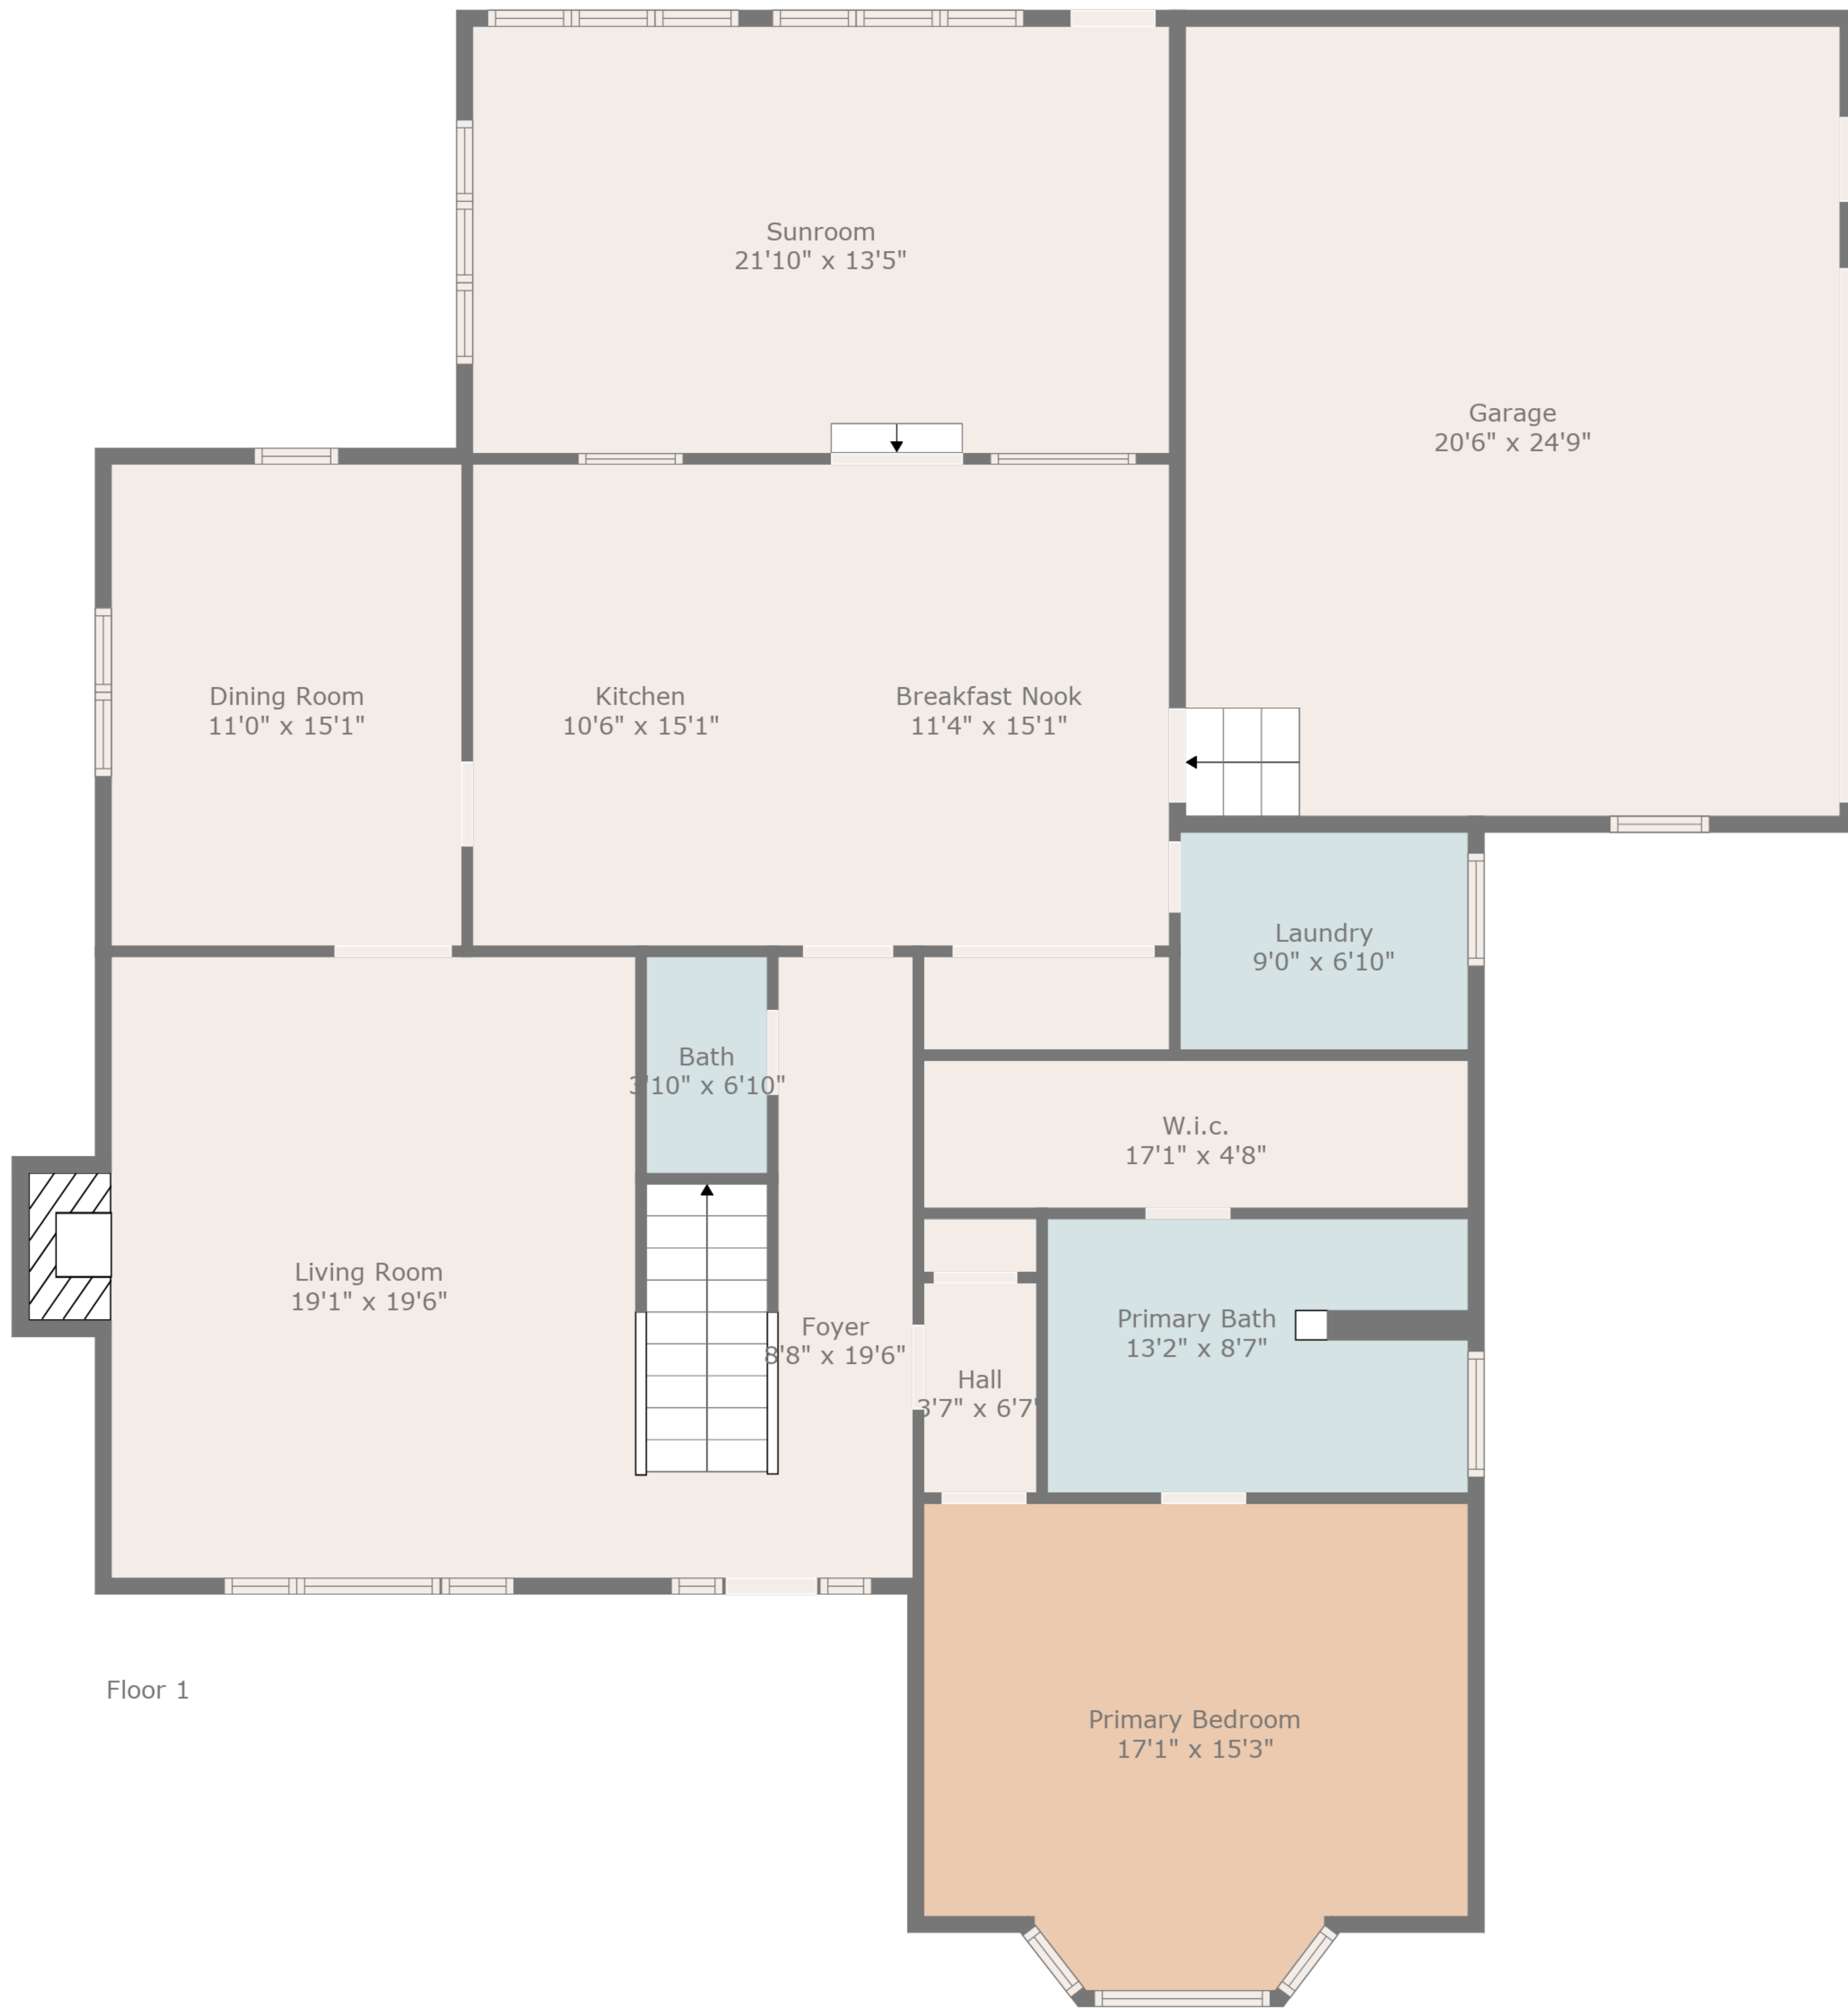 Sunroom
21'10" x 13'5"
Garage
20'6" x 24'9"
Dining Room
11'0" x 15'1"
Kitchen
10'6" x 15'1"
Breakfast Nook
11'4" x 15'1"
Laundry
9'0" x 6'10"
Bath
3'10" x 6'10"
W.i.c.
17'1" x 4'8"
Living Room
19'1" x 19'6"
Foyer
8'8" x 19'6"
Primary Bath
13'2" x 8'7"
Hall
3'7" x 6'7"
Floor 1
Primary Bedroom
17'1" x 15'3"